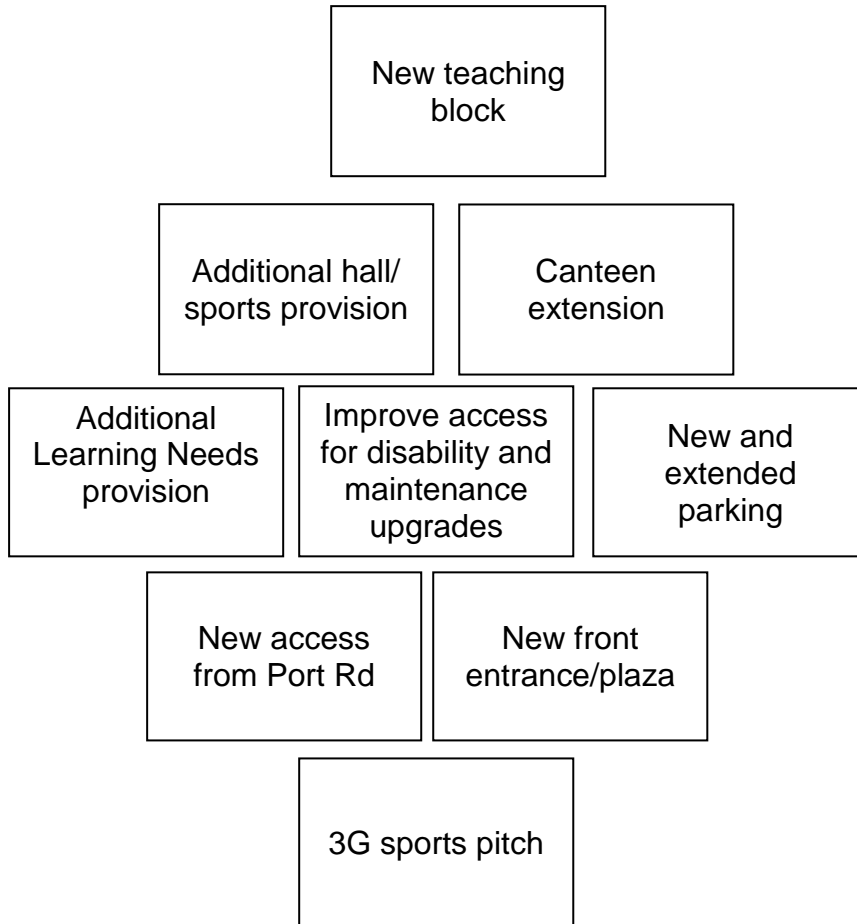 New teaching
block
Additional hall/
sports provision
Canteen
extension
Additional
Learning Needs
provision
Improve access
for disability and
maintenance
upgrades
New and
extended
parking
New access
from Port Rd
New front
entrance/plaza
3G sports pitch